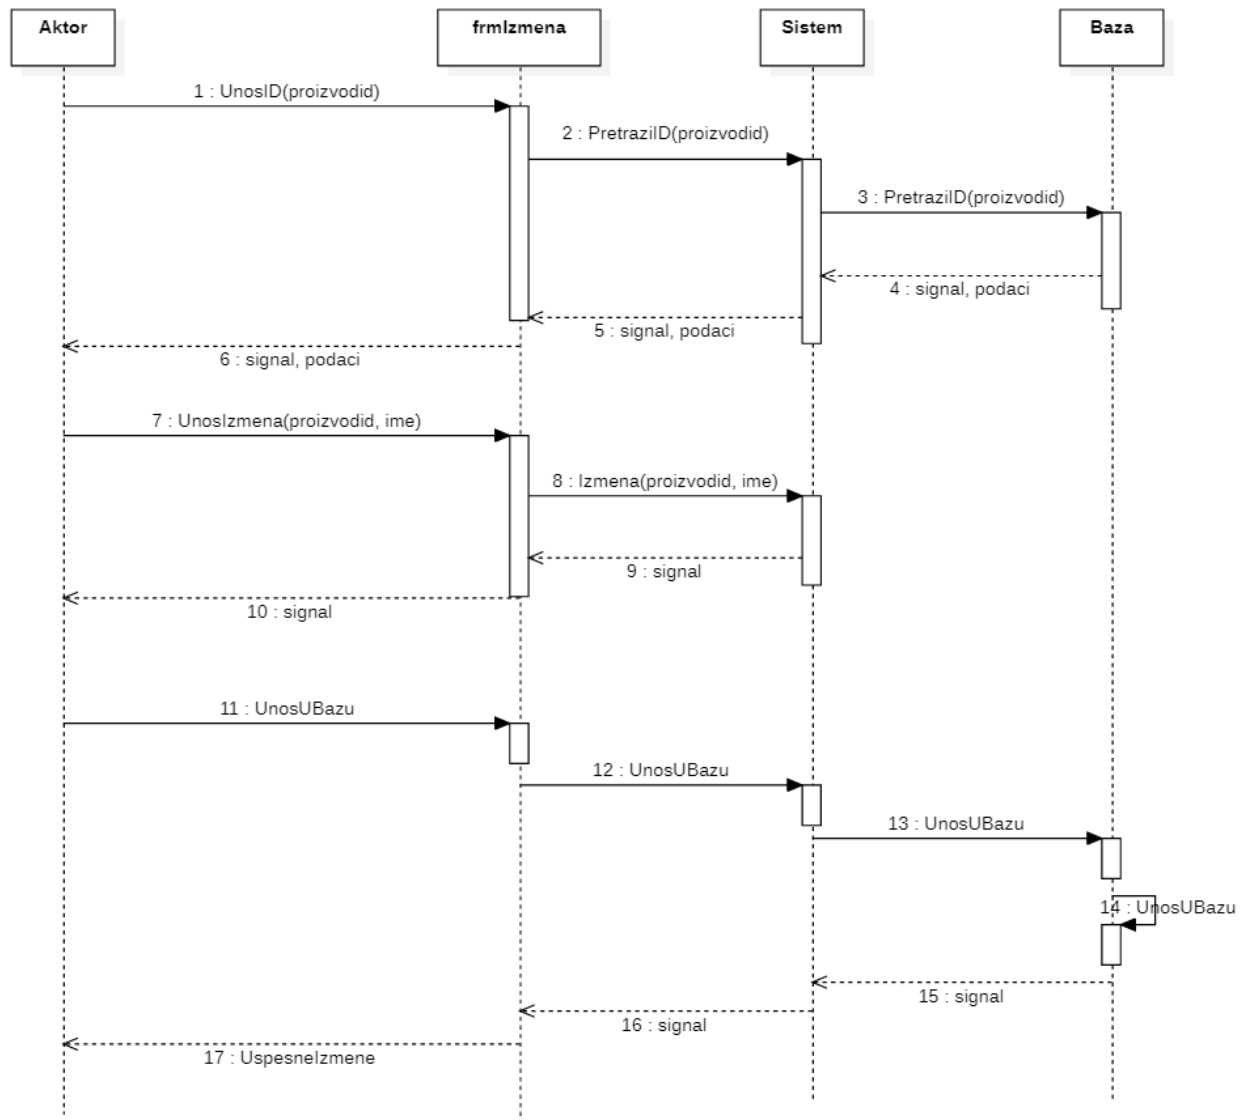 Aktor
frmIzmena
Sistem
Baza
1 : UnosID(proizvodid)
2 : PretraziID(proizvodid)
3 : PretraziID(proizvodid)
4 : signal, podaci
5 : signal, podaci
6 : signal, podaci
7 : UnosIzmena(proizvodid, ime)
8 : Izmena(proizvodid, ime)
9 : signal
10 : signal
11 : UnosUBazu
12 : UnosUBazu
13 : UnosUBazu
14 : UnosUBazu
15 : signal
16 : signal
17 : UspesneIzmene